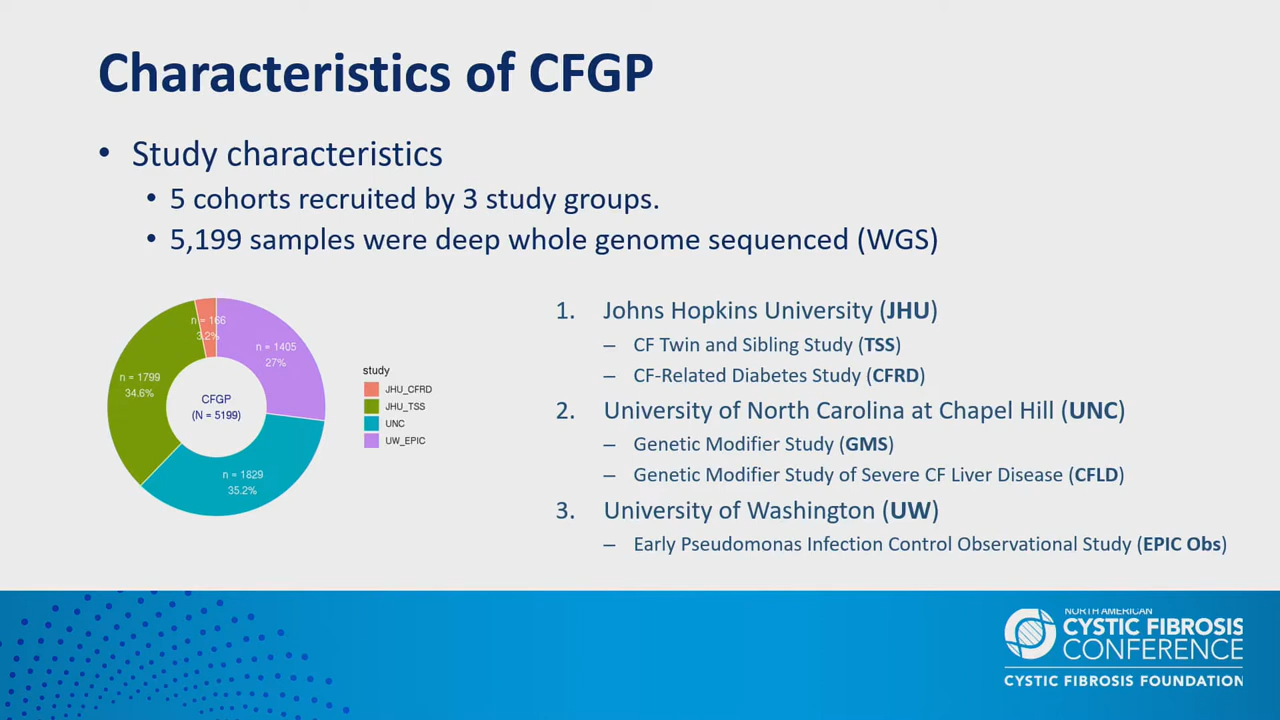 Characteristics of CFGP
• Study characteristics
• 5 cohorts recruited by 3 study groups.
• 5,199 samples were deep whole genome sequenced (WGS)
n = 166
3.2%
n = 1405
27%
n = 1799
34.6%
CFGP
(N = 5199)
n = 1829
35.2%
study
JHU_CFRD
JHU_TSS
UNC
UW_EPIC
1. Johns Hopkins University (JHU)
– CF Twin and Sibling Study (TSS)
– CF-Related Diabetes Study (CFRD)
2. University of North Carolina at Chapel Hill (UNC)
– Genetic Modifier Study (GMS)
– Genetic Modifier Study of Severe CF Liver Disease (CFLD)
3. University of Washington (UW)
– Early Pseudomonas Infection Control Observational Study (EPIC Obs)
NORTH AMERICAN
CYSTIC FIBROSIS
CONFERENCE
CYSTIC FIBROSIS FOUNDATION